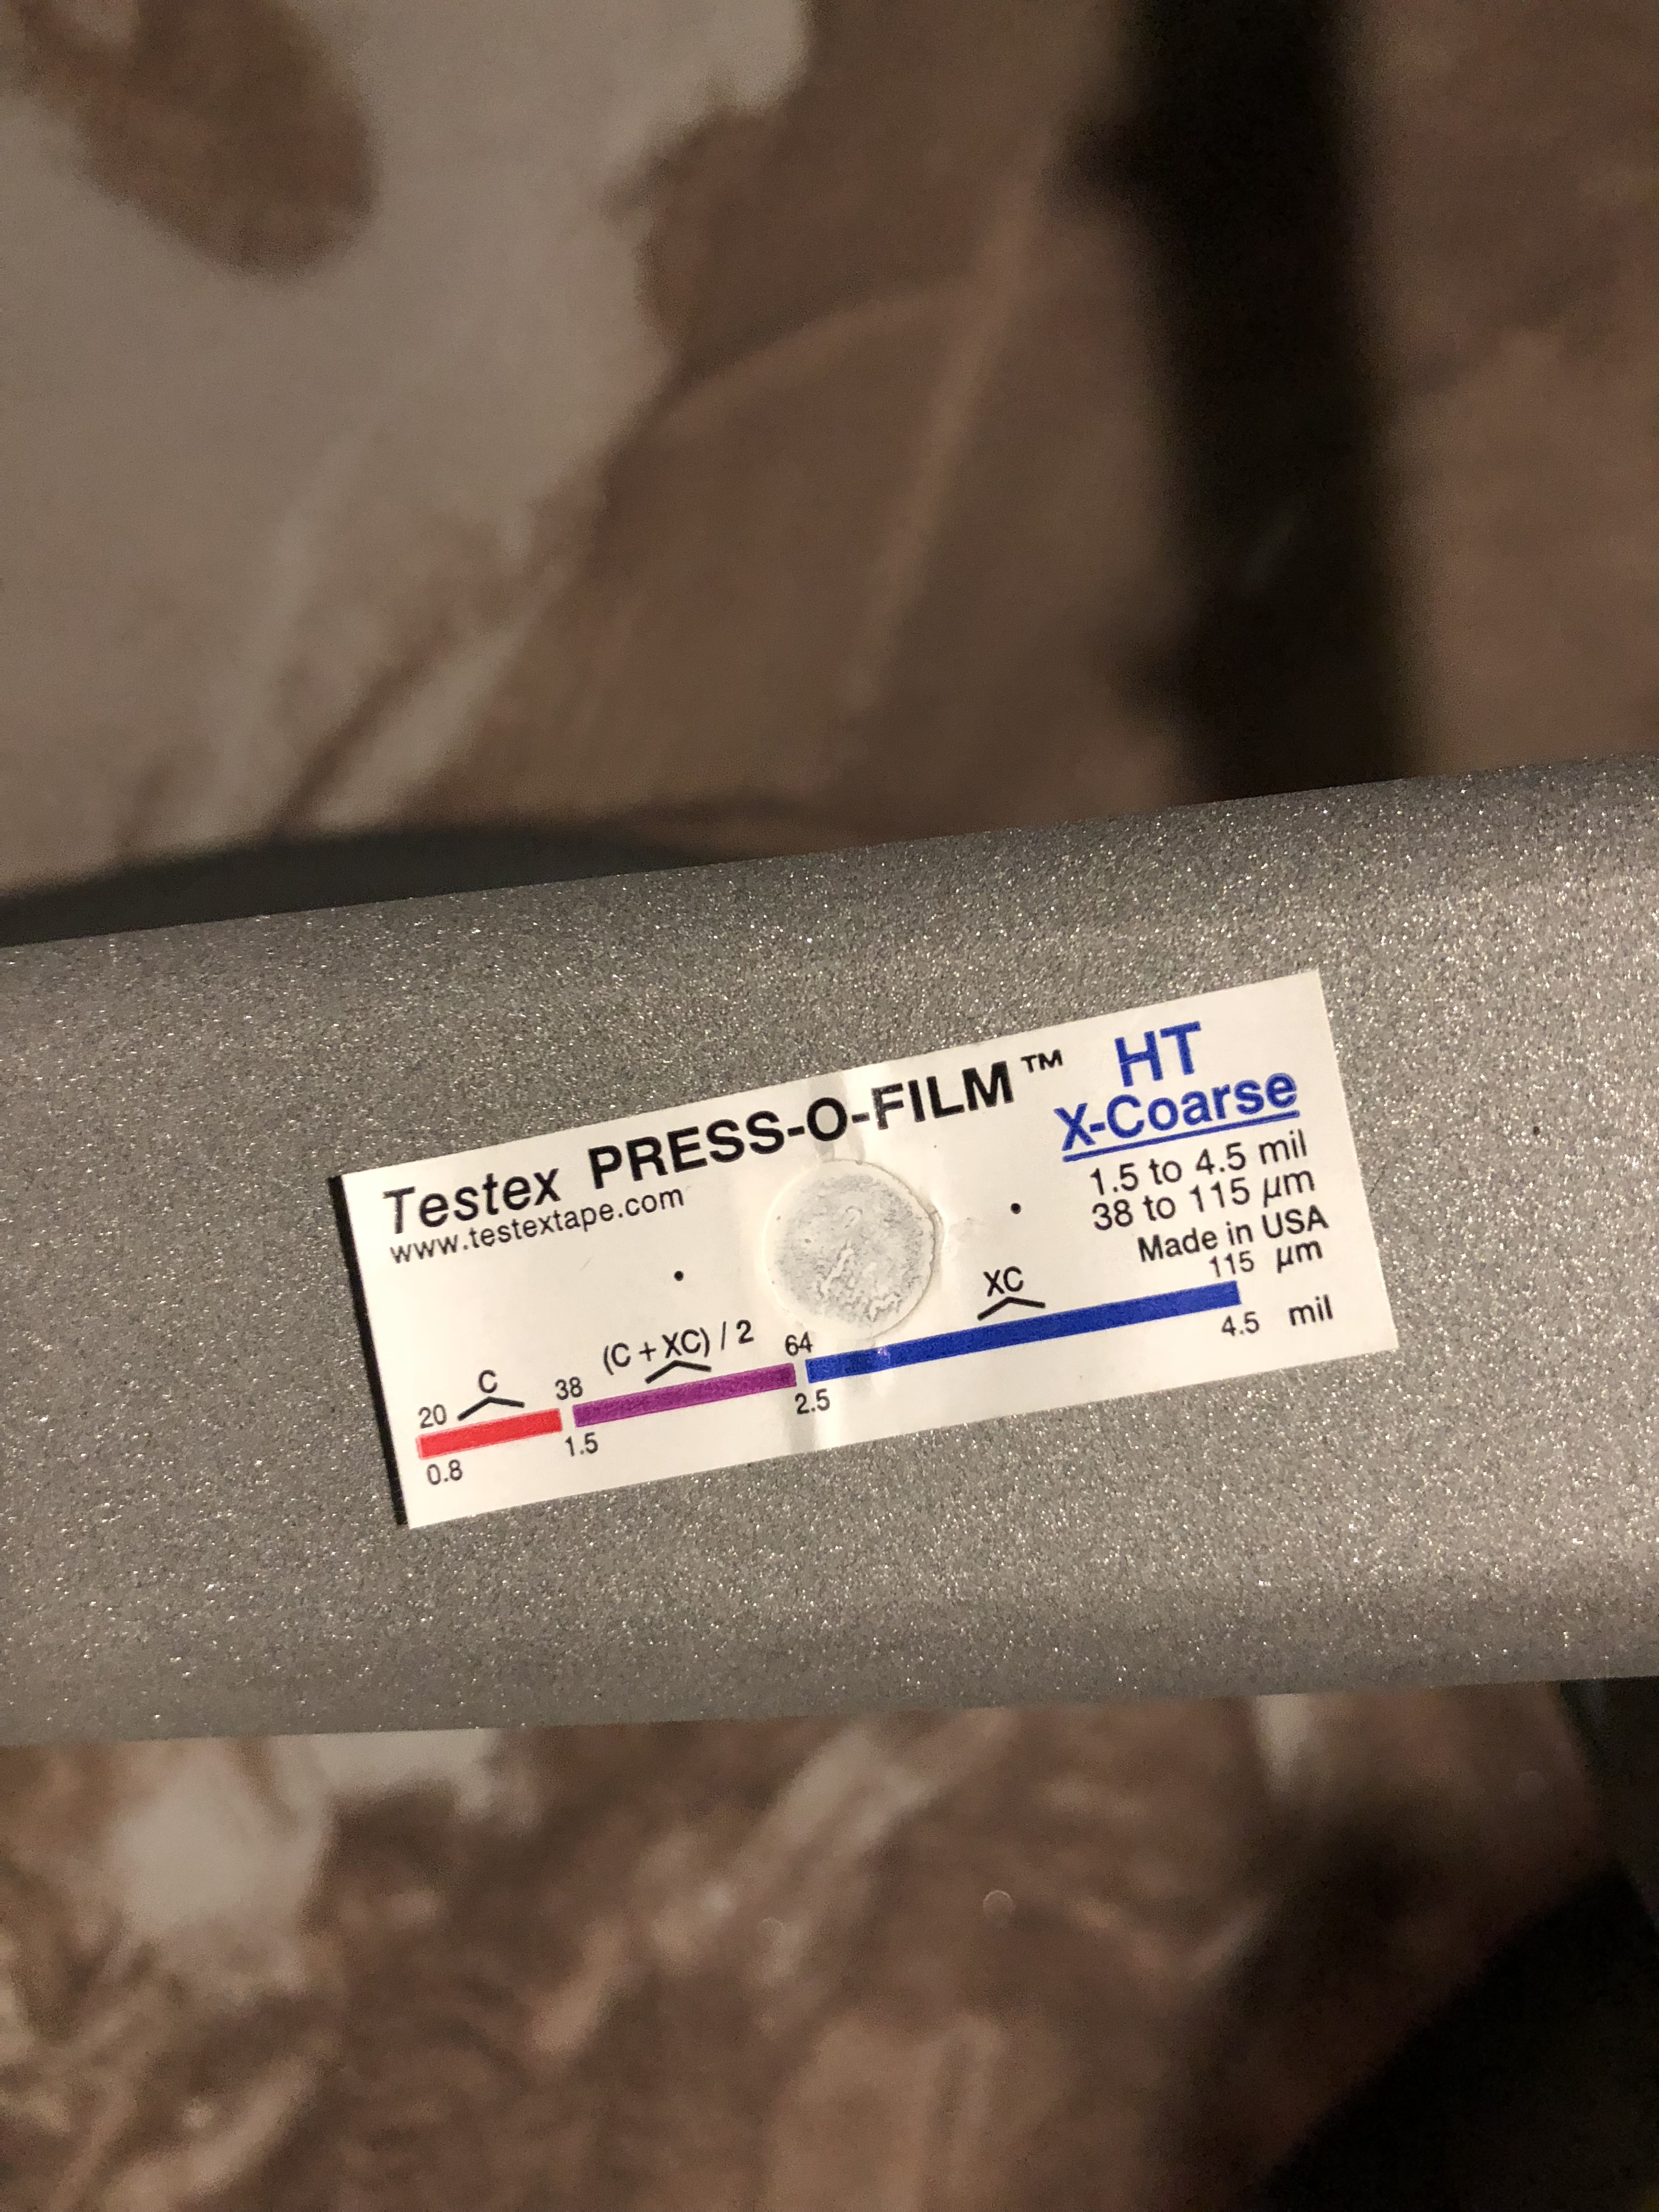 Testex PRESS-O-FILM™ HT
www.testextape.com X-Coarse
1.5 to 4.5 mil
38 to 115 µm
Made in USA
20 C 38 (C + XC) / 2 64 XC 115 µm
0.8 1.5 2.5 4.5 mil